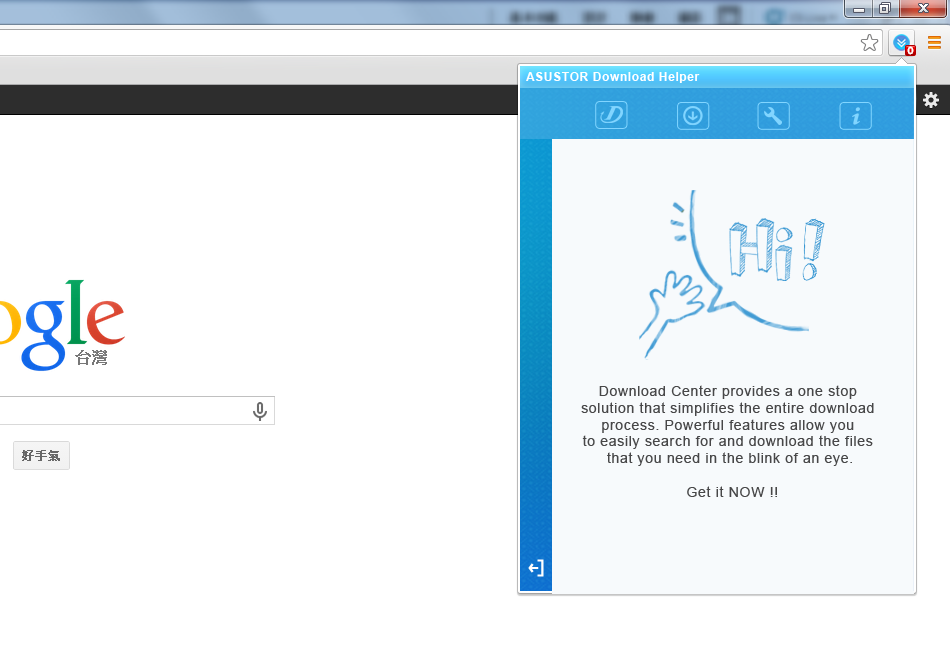 0
ASUSTOR Download Helper
D
i
Hi!
ogle
台灣
好手氣
Download Center provides a one stop
solution that simplifies the entire download
process. Powerful features allow you
to easily search for and download the files
that you need in the blink of an eye.
Get it NOW !!